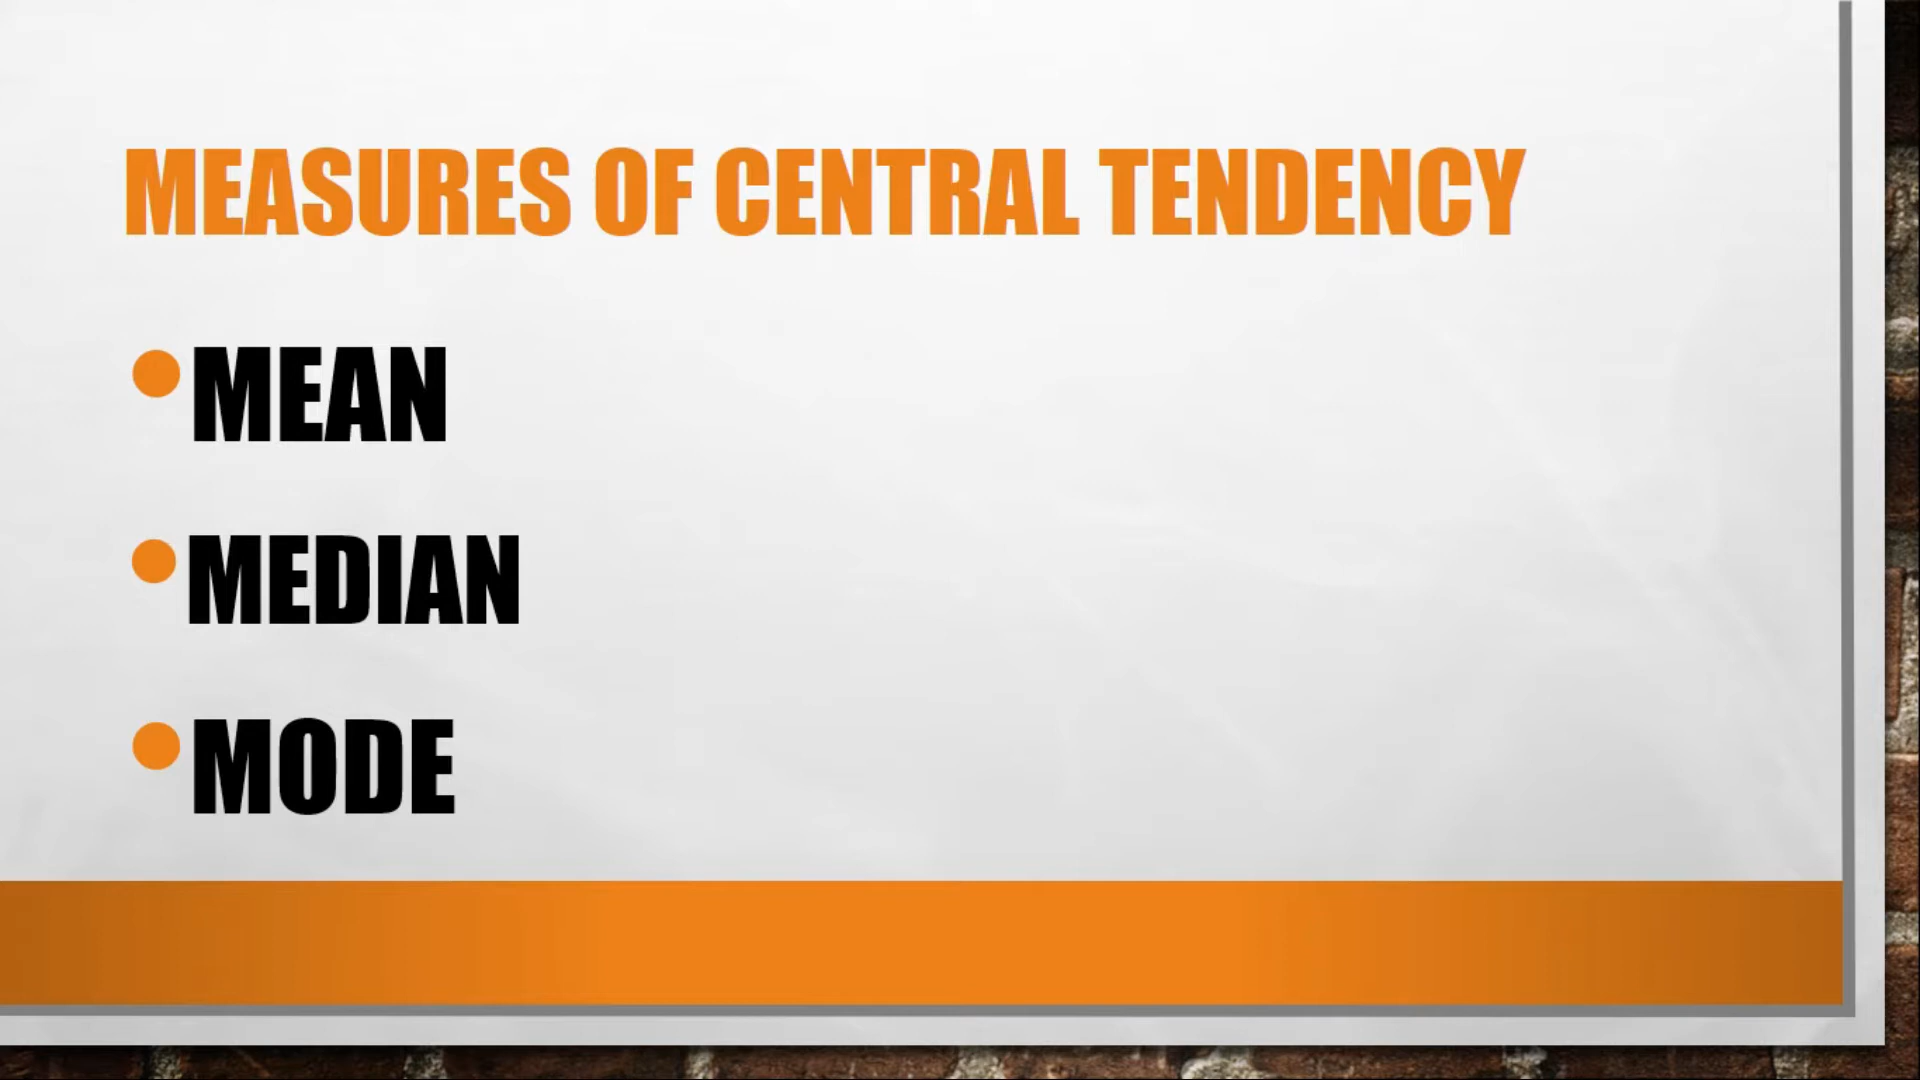 MEASURES OF CENTRAL TENDENCY
•MEAN
•MEDIAN
•MODE